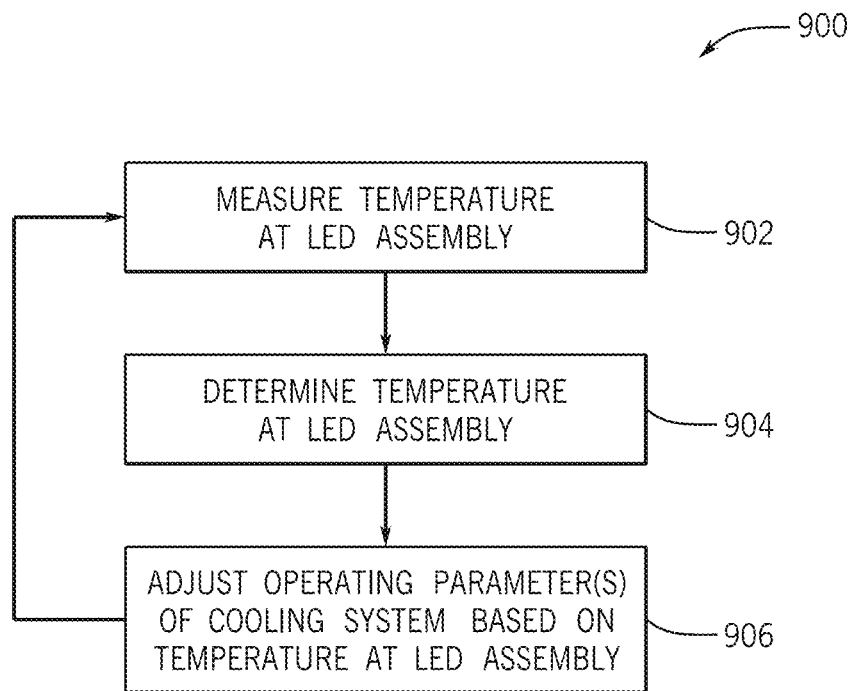 900
MEASURE TEMPERATURE
AT LED ASSEMBLY
902
DETERMINE TEMPERATURE
AT LED ASSEMBLY
904
ADJUST OPERATING PARAMETER(S)
OF COOLING SYSTEM BASED ON
TEMPERATURE AT LED ASSEMBLY
906